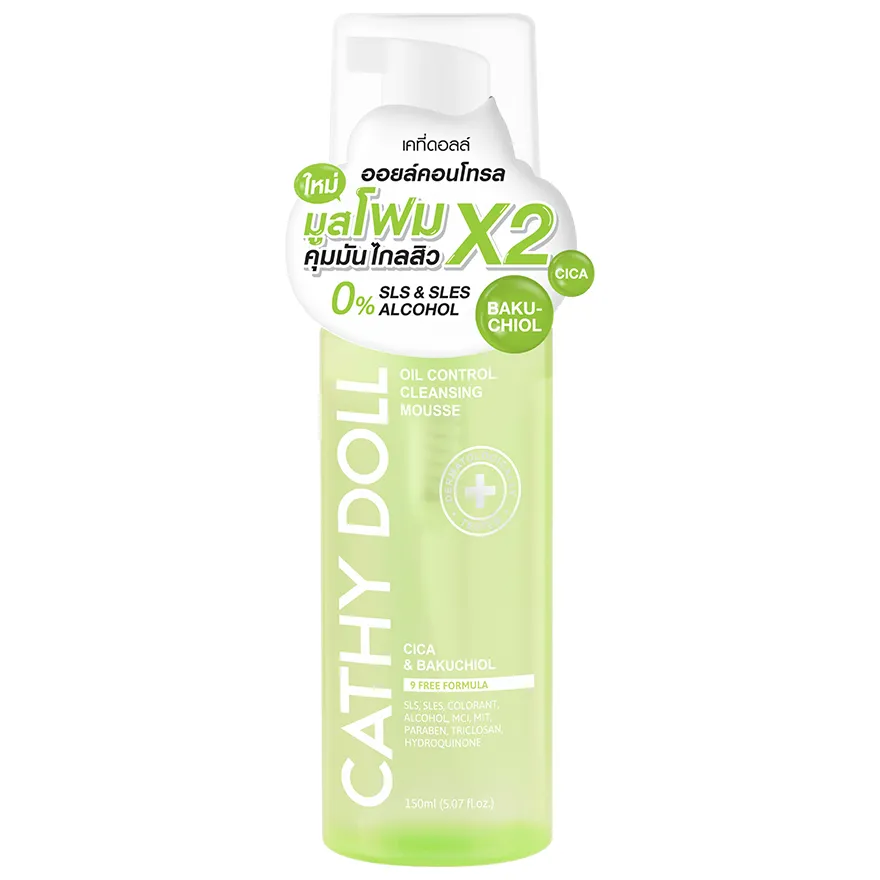 เคที่ดอลล์
ออยล์คอนโทรล
ใหม่
มูสโฟม
คุมมัน ไกลสิว
X2
CICA
0% SLS & SLES
ALCOHOL
BAKU-
CHIOL
CATHY DOLL
OIL CONTROL
CLEANSING
MOUSSE
CICA
& BAKUCHIOL
9 FREE FORMULA
SLS, SLES, COLORANT,
ALCOHOL, MCI, MIT,
PARABEN, TRICLOSAN,
HYDROQUINONE
150ml (5.07 fl.oz.)